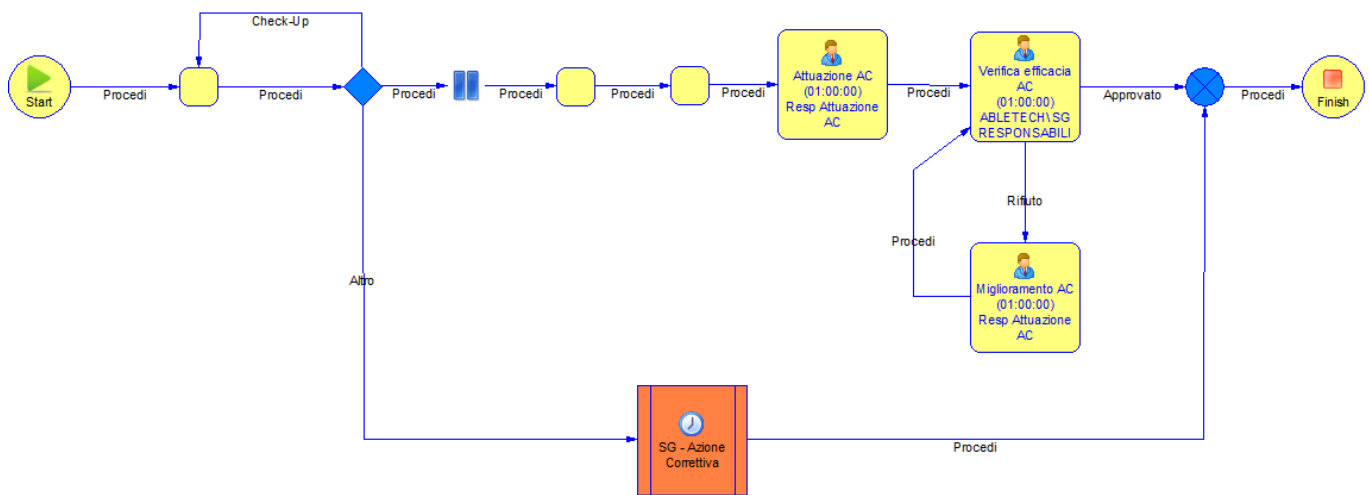 Check-Up
Start
Procedi
Procedi
Procedi
Procedi
Procedi
Procedi
Attuazione AC
(01:00:00)
Resp Attuazione
AC
Procedi
Verifica efficacia
AC
(01:00:00)
ABLETECH\SG
RESPONSABILI
Approvato
Procedi
Finish
Rifiuto
Procedi
Altro
Miglioramento AC
(01:00:00)
Resp Attuazione
AC
SG - Azione
Correttiva
Procedi